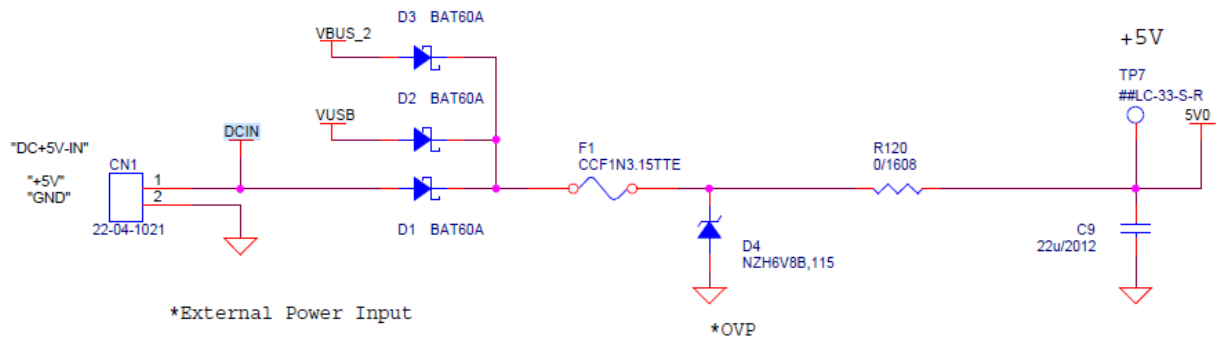 D3 BAT60A
VBUS_2
+5V
TP7
##LC-33-S-R
5V0
D2 BAT60A
VUSB
DCIN
"DC+5V-IN"
CN1
F1
CCF1N3.15TTE
R120
0/1608
"+5V"
1
"GND"
2
22-04-1021
D1 BAT60A
D4
NZH6V8B,115
C9
22u/2012
*External Power Input
*OVP